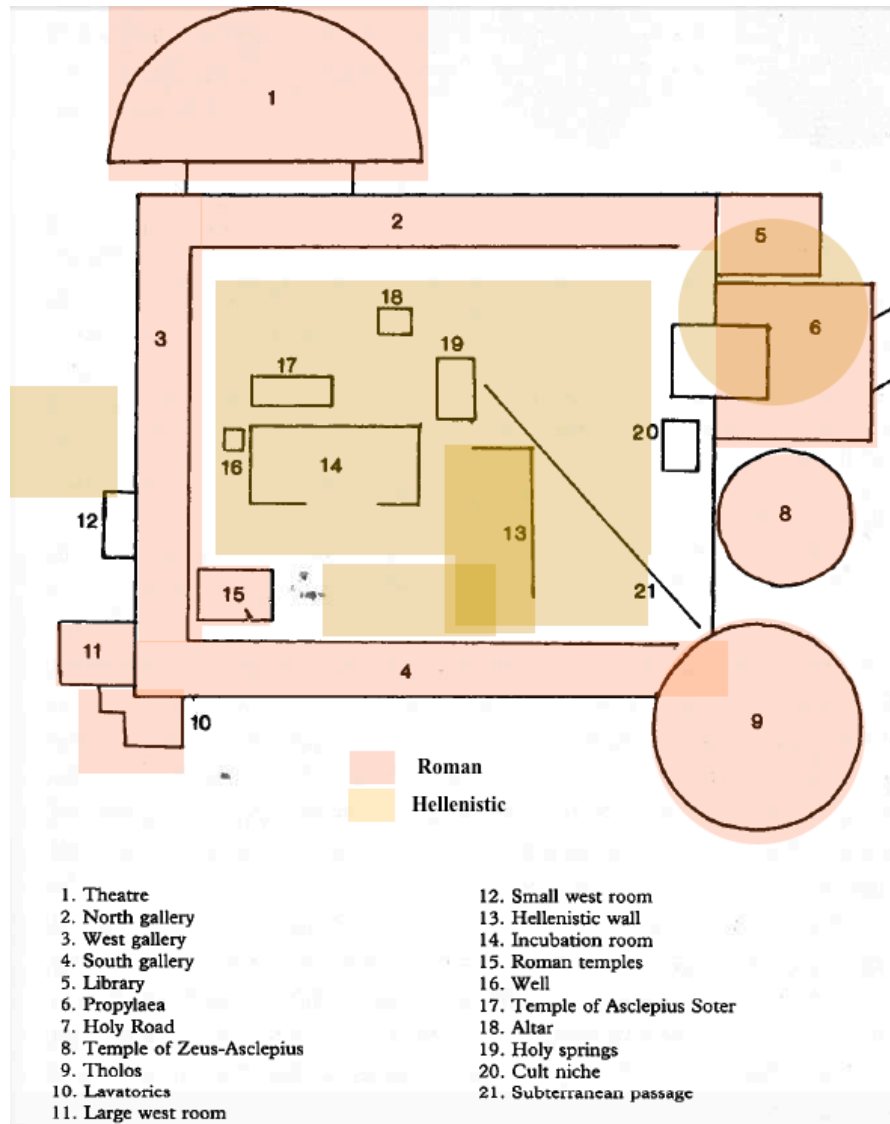 1
2
5
18
6
3
19
17
20
16
14
8
12
13
15
21
11
4
10
9
Roman
Hellenistic
1. Theatre
2. North gallery
3. West gallery
4. South gallery
5. Library
6. Propylaea
7. Holy Road
8. Temple of Zeus-Asclepius
9. Tholos
10. Lavatories
11. Large west room
12. Small west room
13. Hellenistic wall
14. Incubation room
15. Roman temples
16. Well
17. Temple of Asclepius Soter
18. Altar
19. Holy springs
20. Cult niche
21. Subterranean passage